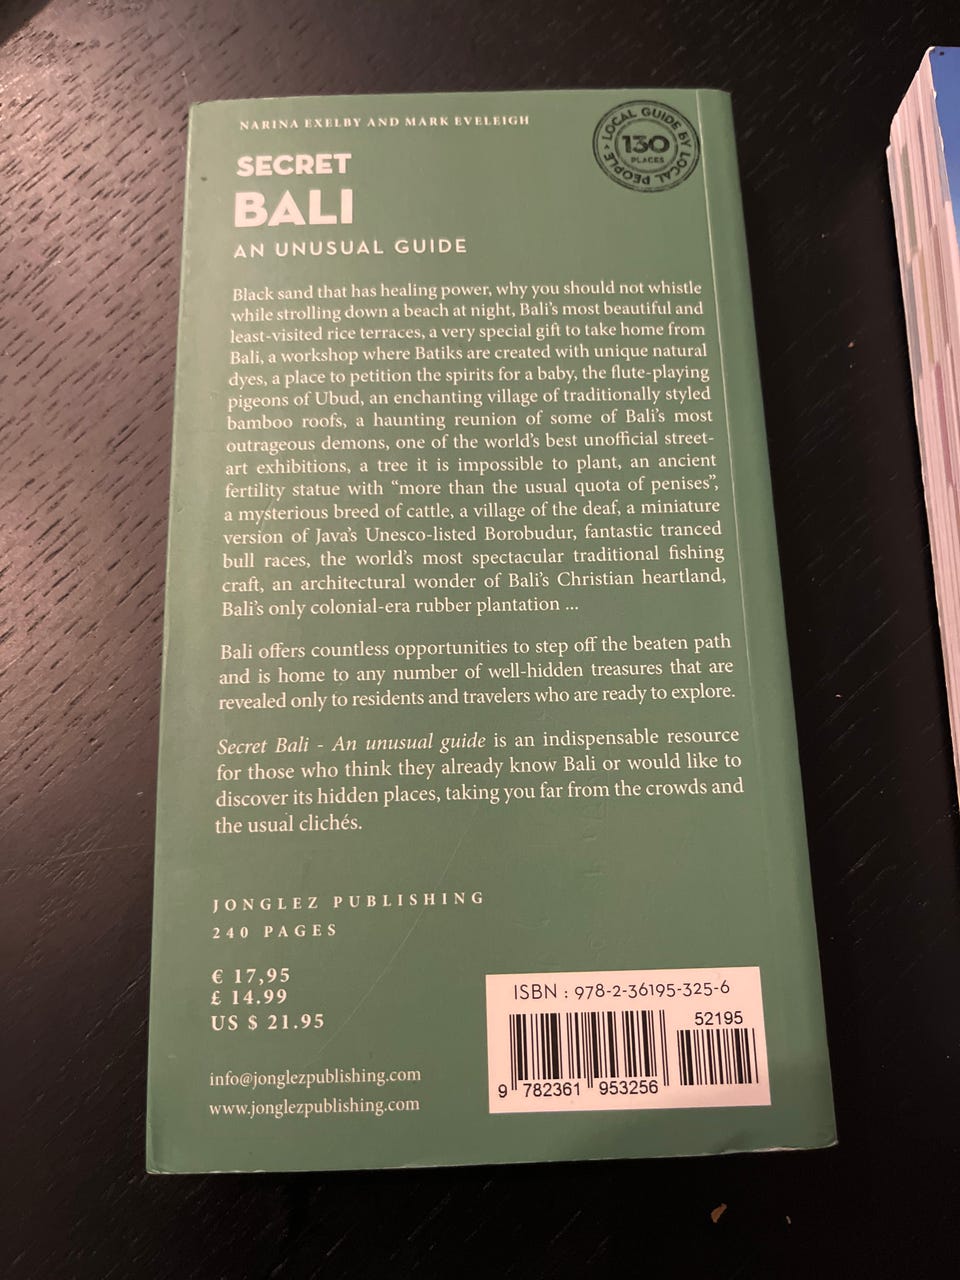 NARINA EXELBY AND MARK EVELEIGH
LOCAL GUIDE BY LOCAL PEOPLE
130
PLACES
SECRET
BALI
AN UNUSUAL GUIDE
Black sand that has healing power, why you should not whistle
while strolling down a beach at night, Bali's most beautiful and
least-visited rice terraces, a very special gift to take home from
Bali, a workshop where Batiks are created with unique natural
dyes, a place to petition the spirits for a baby, the flute-playing
pigeons of Ubud, an enchanting village of traditionally styled
bamboo roofs, a haunting reunion of some of Bali's most
outrageous demons, one of the world's best unofficial street-
art exhibitions, a tree it is impossible to plant, an ancient
fertility statue with “more than the usual quota of penises”,
a mysterious breed of cattle, a village of the deaf, a miniature
version of Java's Unesco-listed Borobudur, fantastic tranced
bull races, the world's most spectacular traditional fishing
craft, an architectural wonder of Bali's Christian heartland,
Bali's only colonial-era rubber plantation ...
Bali offers countless opportunities to step off the beaten path
and is home to any number of well-hidden treasures that are
revealed only to residents and travelers who are ready to explore.
Secret Bali - An unusual guide is an indispensable resource
for those who think they already know Bali or would like to
discover its hidden places, taking you far from the crowds and
the usual clichés.
JONGLEZ PUBLISHING
240 PAGES
€ 17,95
£ 14.99
US $ 21.95
info@jonglezpublishing.com
www.jonglezpublishing.com
ISBN : 978-2-36195-325-6
52195
9 782361 953256